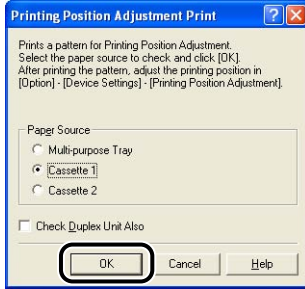 Printing Position Adjustment Print
Prints a pattern for Printing Position Adjustment.
Select the paper source to check and click [OK].
After printing the pattern, adjust the printing position in
[Option] - [Device Settings] - [Printing Position Adjustment].
Paper Source
Multi-purpose Tray
Cassette 1
Cassette 2
Check Duplex Unit Also
OK Cancel Help